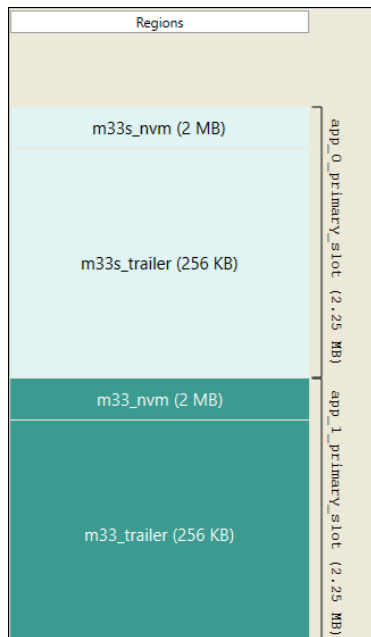 Regions
m33s_nvm (2 MB)
m33s_trailer (256 KB)
app_0_primary_slot (2.25 MB)
m33_nvm (2 MB)
m33_trailer (256 KB)
app_1_primary_slot (2.25 MB)